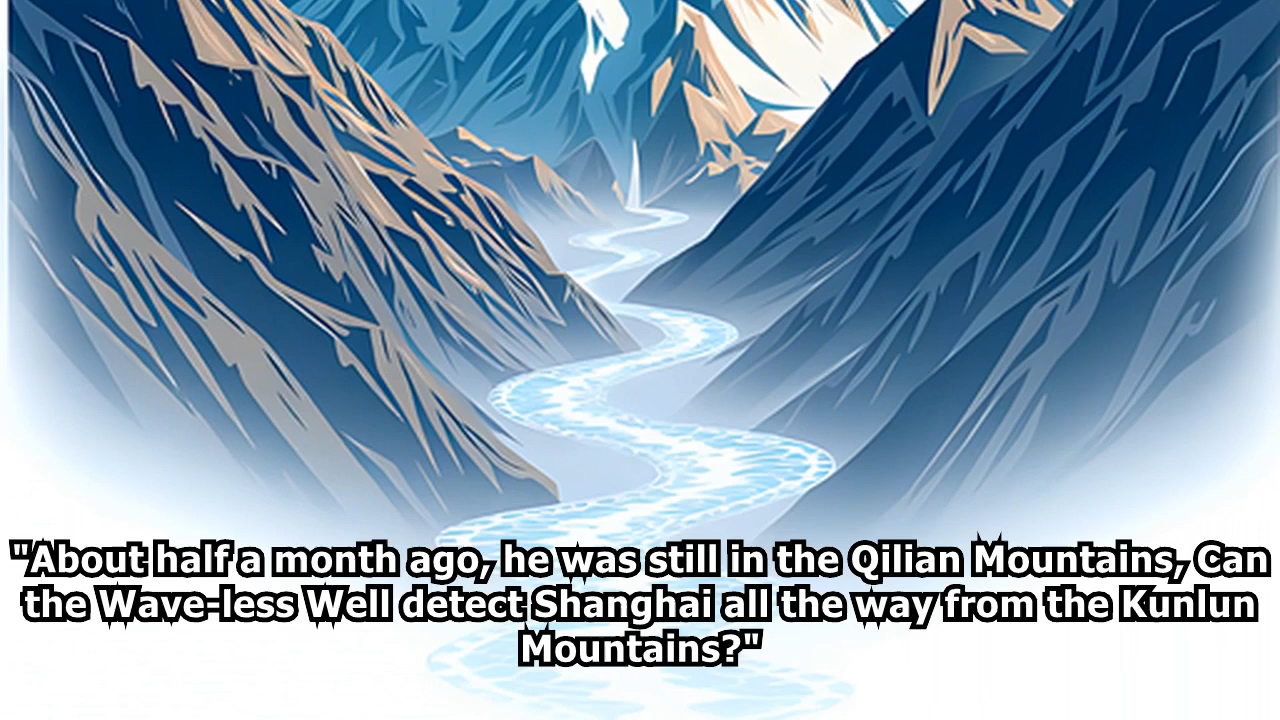 "About half a month ago, he was still in the Qilian Mountains, Can
the Wave-less Well detect Shanghai all the way from the Kunlun
Mountains?"